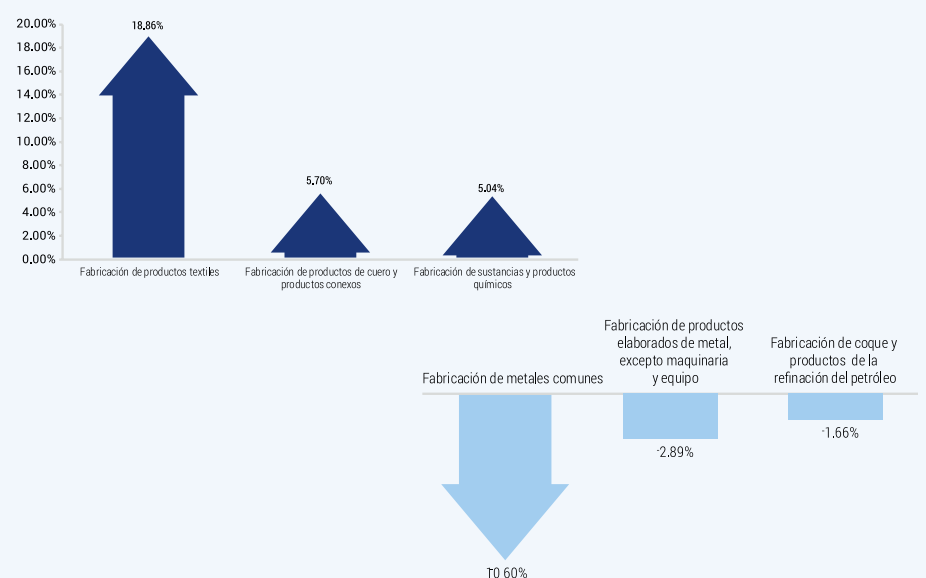 20.00%
18.00%
16.00%
14.00%
12.00%
10.00%
8.00%
6.00%
4.00%
2.00%
0.00%
18.86%
5.70%
5.04%
Fabricación de productos textiles
Fabricación de productos de cuero y
productos conexos
Fabricación de sustancias y productos
químicos
Fabricación de metales comunes
Fabricación de productos
elaborados de metal,
excepto maquinaria
y equipo
Fabricación de coque y
productos de la
refinación del petróleo
-2.89%
-1.66%